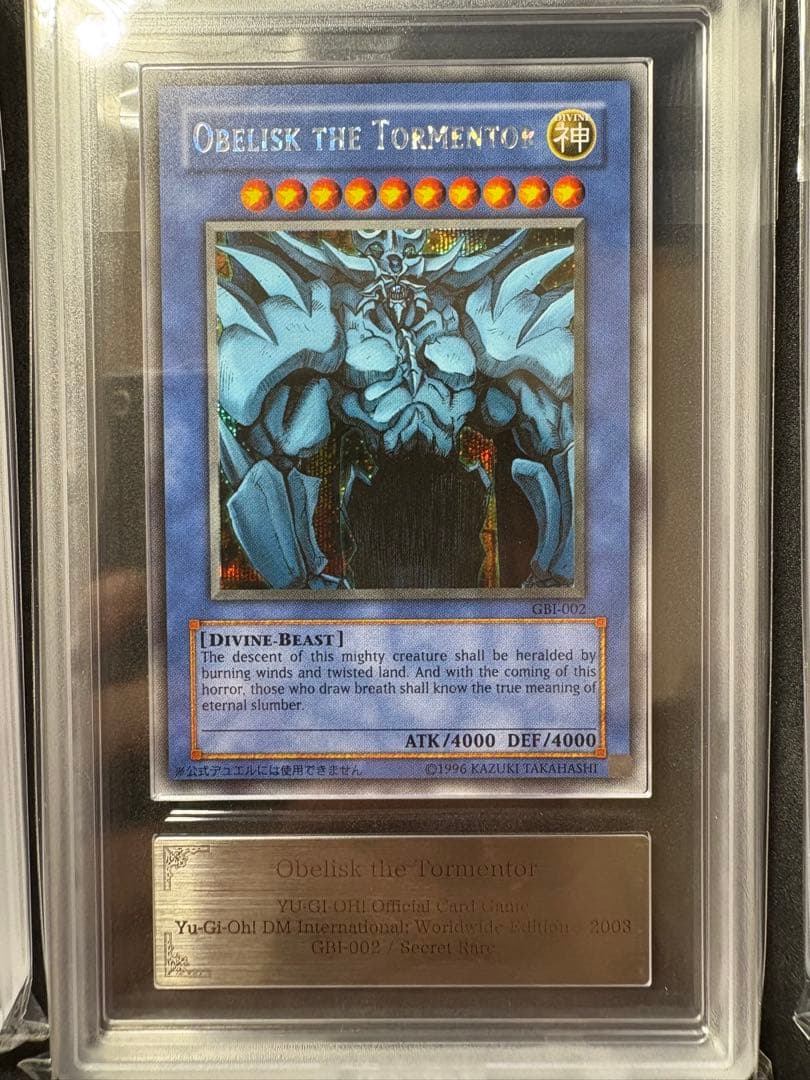 OBELISK THE TORMENTOR
DIVINE
神
GBI-002
[DIVINE-BEAST]
The descent of this mighty creature shall be heralded by
burning winds and twisted land. And with the coming of this
horror, those who draw breath shall know the true meaning of
eternal slumber.
ATK/4000 DEF/4000
※公式デュエルには使用できません
©1996 KAZUKI TAKAHASHI
Obelisk the Tormentor
YU-GI-OH! Official Card Game
Yu-Gi-Oh! DM International: Worldwide Edition - 2003
GBI-002 / Secret Rare